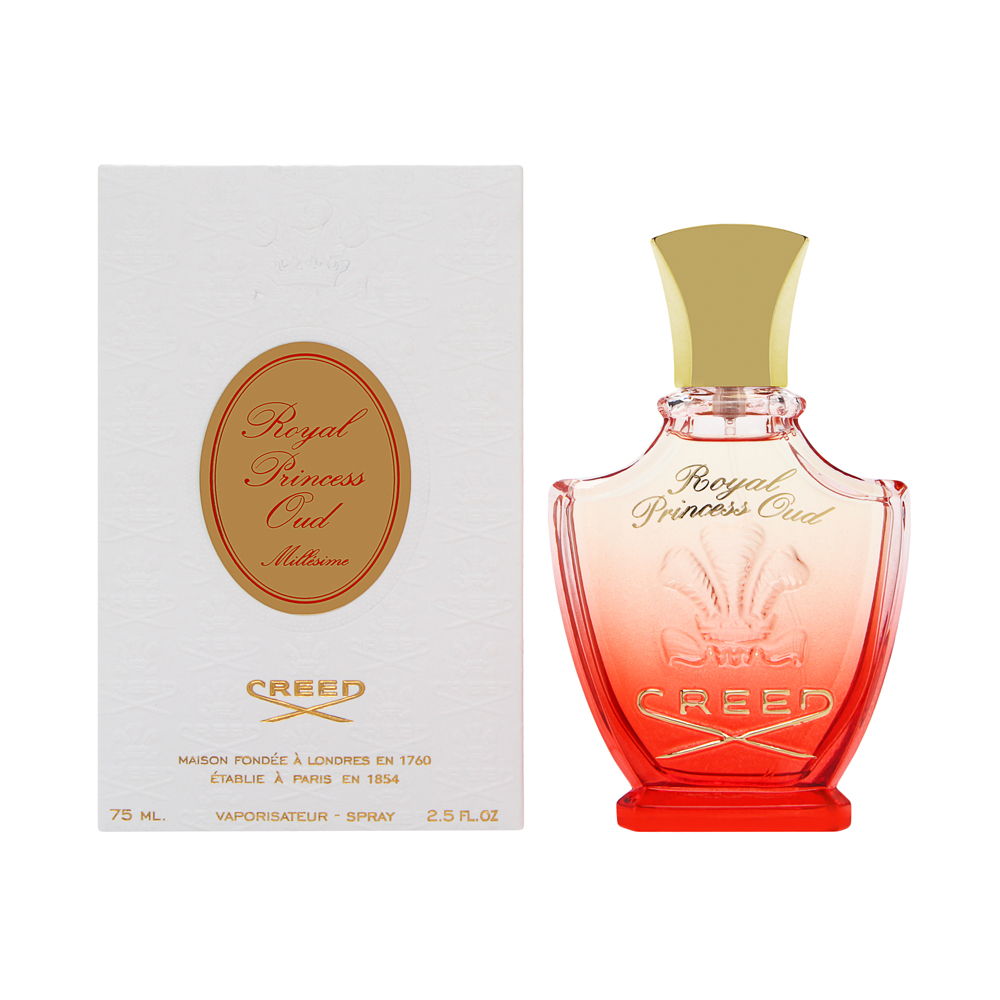 Royal
Princess
Oud
Millésime
CREED
MAISON FONDÉE À LONDRES EN 1760
ÉTABLIE À PARIS EN 1854
75 ML.
VAPORISATEUR - SPRAY
2.5 FL.OZ
Royal
Princess Oud
CREED